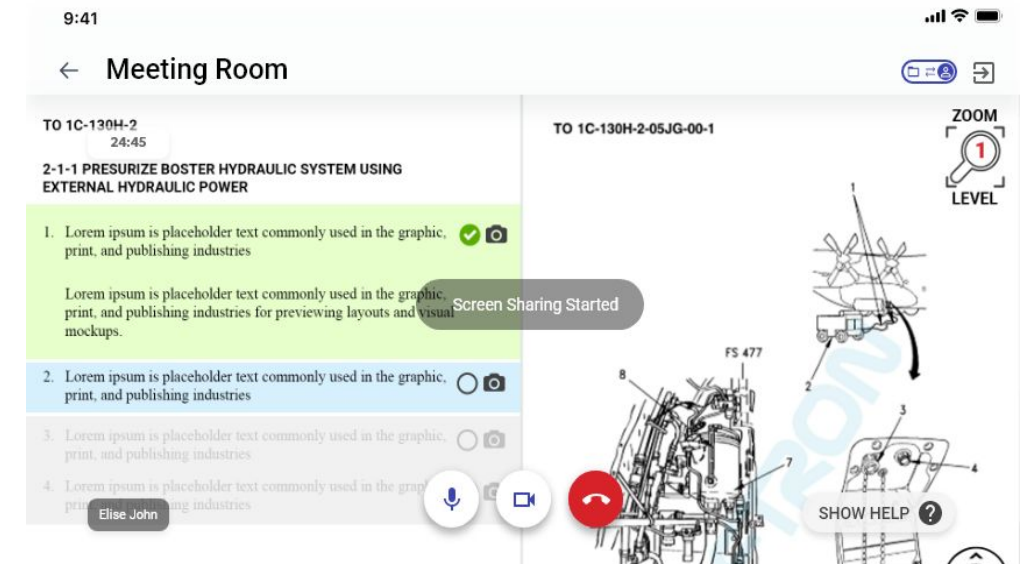 9:41
Meeting Room
TO 1C-130H-2
24:45
2-1-1 PRESURIZE BOSTER HYDRAULIC SYSTEM USING
EXTERNAL HYDRAULIC POWER
1. Lorem ipsum is placeholder text commonly used in the graphic,
print, and publishing industries
Lorem ipsum is placeholder text commonly used in the graphic,
print, and publishing industries for previewing layouts and visual
mockups.
Screen Sharing Started
2. Lorem ipsum is placeholder text commonly used in the graphic,
print, and publishing industries
3. Lorem ipsum is placeholder text commonly used in the graphic,
print, and publishing industries
4. Lorem ipsum is placeholder text commonly used in the
industries
Elise John
TO 1C-130H-2-05JG-00-1
ZOOM
1
LEVEL
1
2
FS 477
8
3
7
4
TRON
SHOW HELP ?